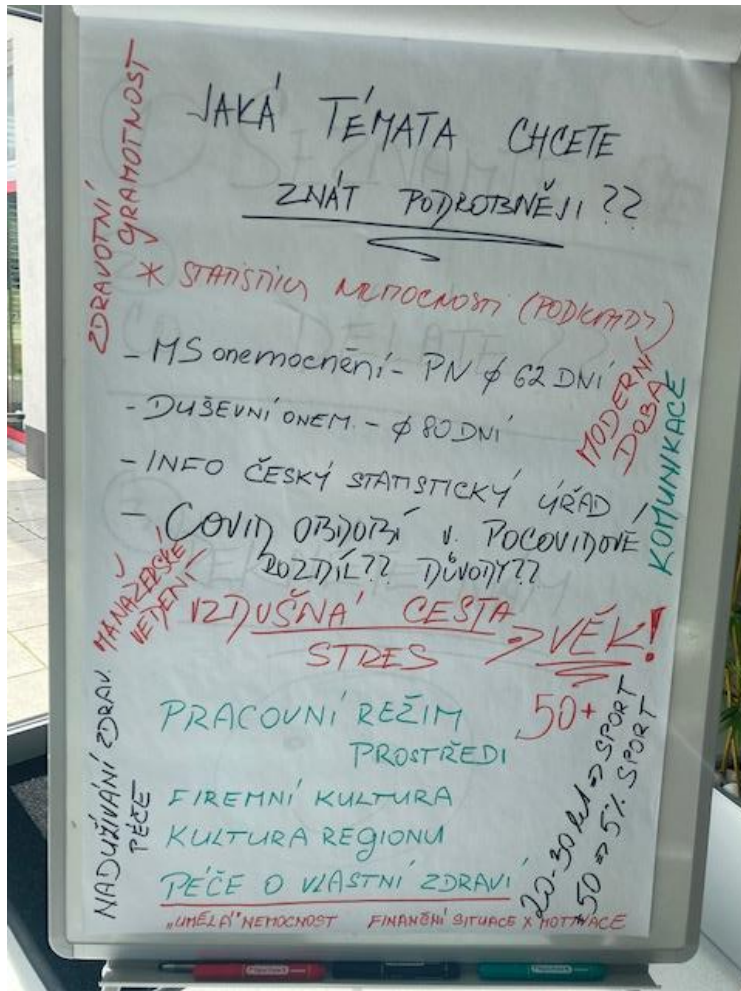 JAKÁ TÉMATA CHCETE
ZNÁT PODROBNĚJI ??
ZDRAVOTNÍ
GRAMOTNOST
* STATISTIKY NEMOCNOSTI (PODKLADY)
- MS onemocnění - PN ϕ 62 DNÍ
- DUŠEVNÍ ONEM. - ϕ 80 DNÍ
MODERNÍ
DOBA
KOMUNIKACE
- INFO ČESKÝ STATISTICKÝ ÚŘAD
- COVID OBDOBÍ v. POCOVIDOVÉ
ROZDÍL?? DŮVODY??
MANAŽERSKÉ
VEDENÍ
VZDUŠNÁ CESTA
STRES => VĚK!
50+
PRACOVNÍ REŽIM
PROSTŘEDI
FIREMNÍ KULTURA
KULTURA REGIONU
PÉČE O VLASTNÍ ZDRAVÍ
NADUŽÍVÁNÍ ZDRAV.
PÉČE
20-30 let => SPORT
50 => 5% SPORT
"UMĚLÁ" NEMOCNOST FINANČNÍ SITUACE X MOTIVACE